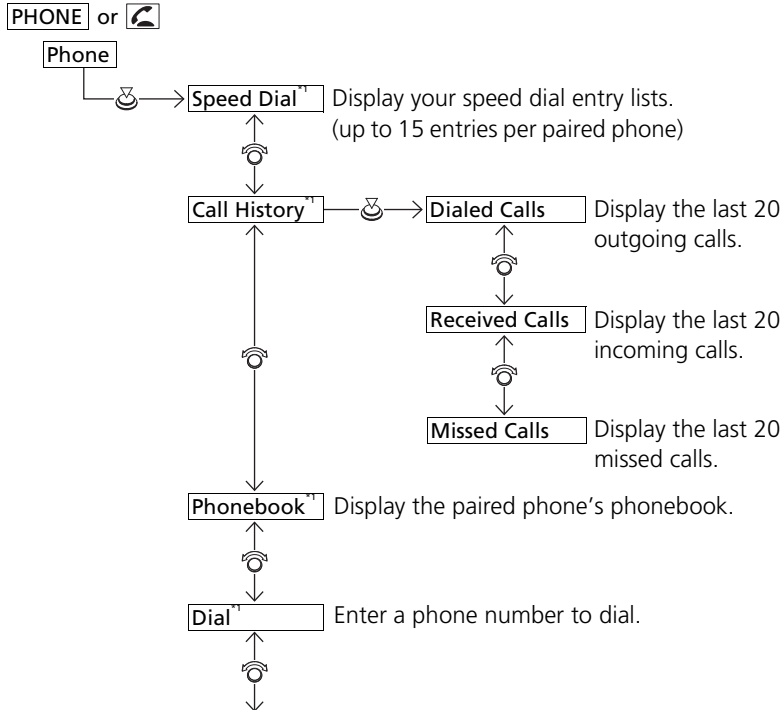 PHONE or
Phone
Speed Dial*1 Display your speed dial entry lists.
(up to 15 entries per paired phone)
Call History*1 Dialed Calls Display the last 20
outgoing calls.
Received Calls Display the last 20
incoming calls.
Missed Calls Display the last 20
missed calls.
Phonebook*1 Display the paired phone's phonebook.
Dial*1 Enter a phone number to dial.